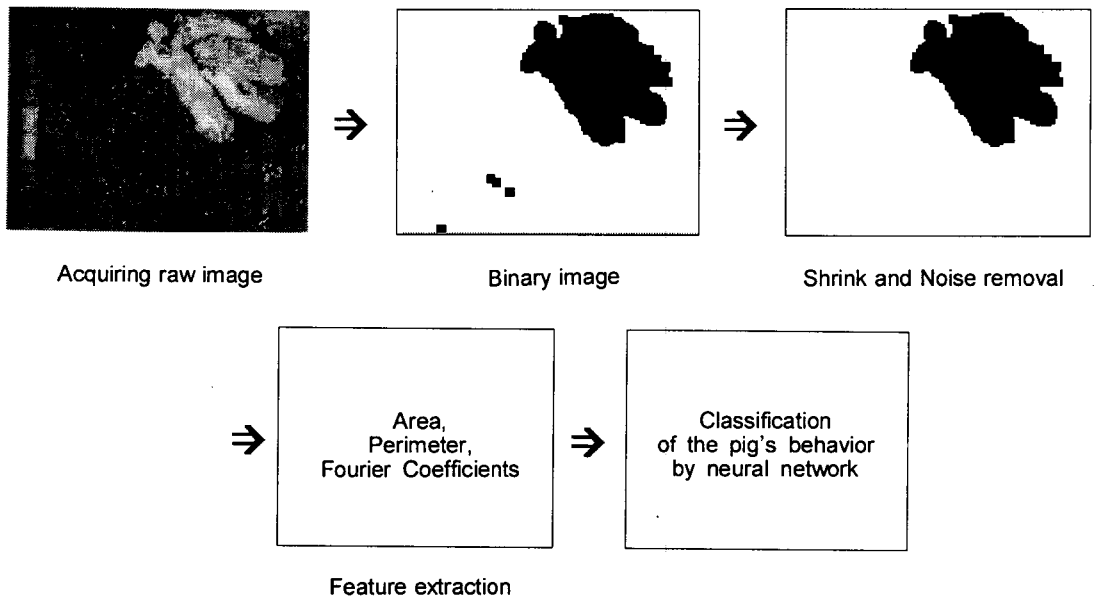 Acquiring raw image
Binary image
Shrink and Noise removal
Area,
Perimeter,
Fourier Coefficients
Classification
of the pig's behavior
by neural network
Feature extraction